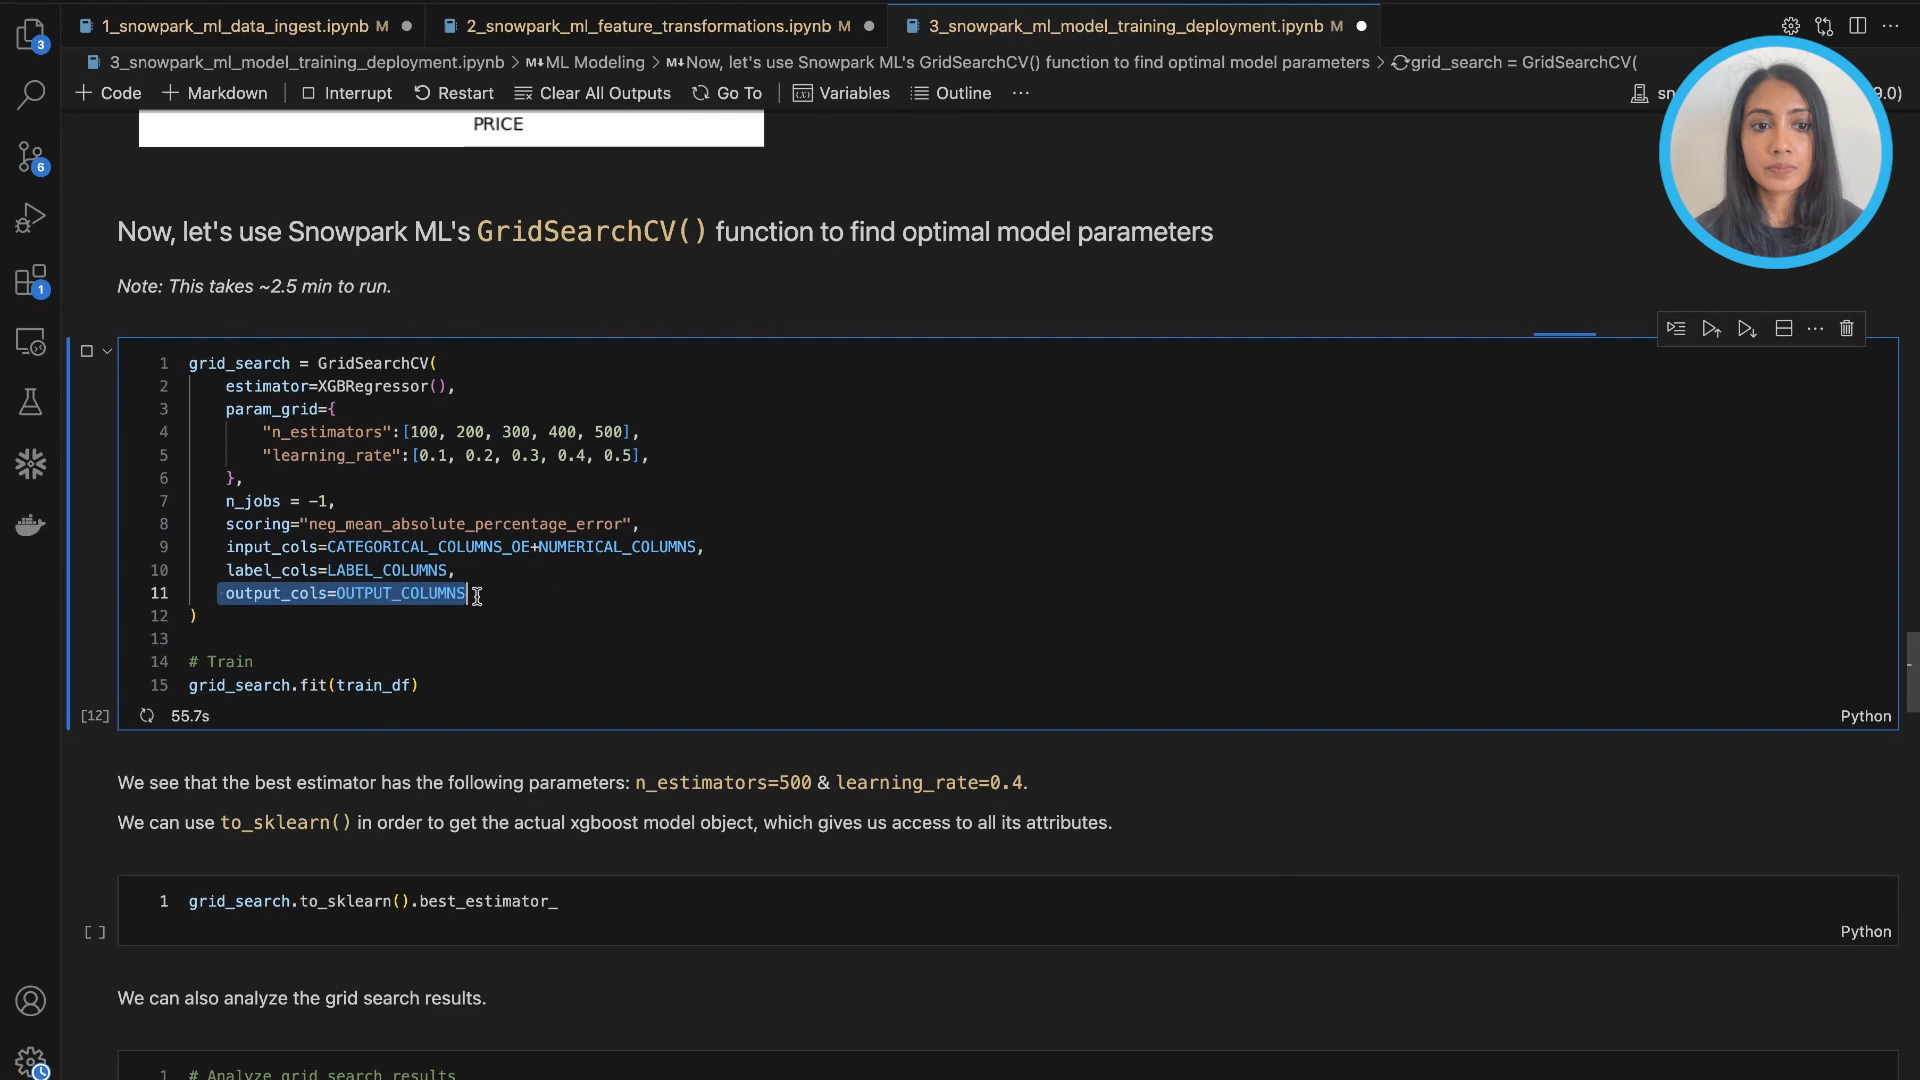 1_snowpark_ml_data_ingest.ipynb M
2_snowpark_ml_feature_transformations.ipynb M
3_snowpark_ml_model_training_deployment.ipynb M
3_snowpark_ml_model_training_deployment.ipynb > M↓ML Modeling > M↓Now, let's use Snowpark ML's GridSearchCV() function to find optimal model parameters > grid_search = GridSearchCV(
+ Code + Markdown Interrupt Restart Clear All Outputs Go To Variables Outline ··· 9.0)
3
6
1
PRICE
Now, let's use Snowpark ML's GridSearchCV() function to find optimal model parameters
Note: This takes ~2.5 min to run.
1 grid_search = GridSearchCV(
2 estimator=XGBRegressor(),
3 param_grid={
4 "n_estimators":[100, 200, 300, 400, 500],
5 "learning_rate":[0.1, 0.2, 0.3, 0.4, 0.5],
6 },
7 n_jobs = -1,
8 scoring="neg_mean_absolute_percentage_error",
9 input_cols=CATEGORICAL_COLUMNS_OE+NUMERICAL_COLUMNS,
10 label_cols=LABEL_COLUMNS,
11 output_cols=OUTPUT_COLUMNS
12 )
13
14 # Train
15 grid_search.fit(train_df)
[12] 55.7s Python
We see that the best estimator has the following parameters: n_estimators=500 & learning_rate=0.4.
We can use to_sklearn() in order to get the actual xgboost model object, which gives us access to all its attributes.
1 grid_search.to_sklearn().best_estimator_
[ ] Python
We can also analyze the grid search results.
1 # Analyze grid search results